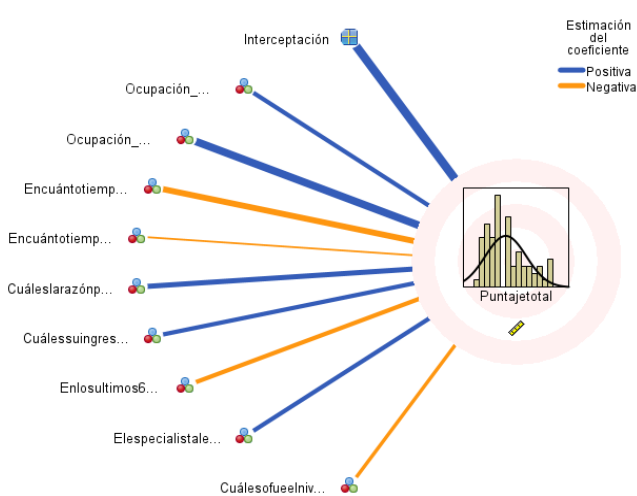 Estimación
del
coeficiente
Positiva
Negativa
Interceptación
Ocupación_...
Ocupación_...
Encuántotiemp...
Encuántotiemp...
Cuáleslarazónp...
Cuálessuingres...
Enlosultimos6...
Elespecialistale...
Cuálesofueelniv...
Puntajetotal